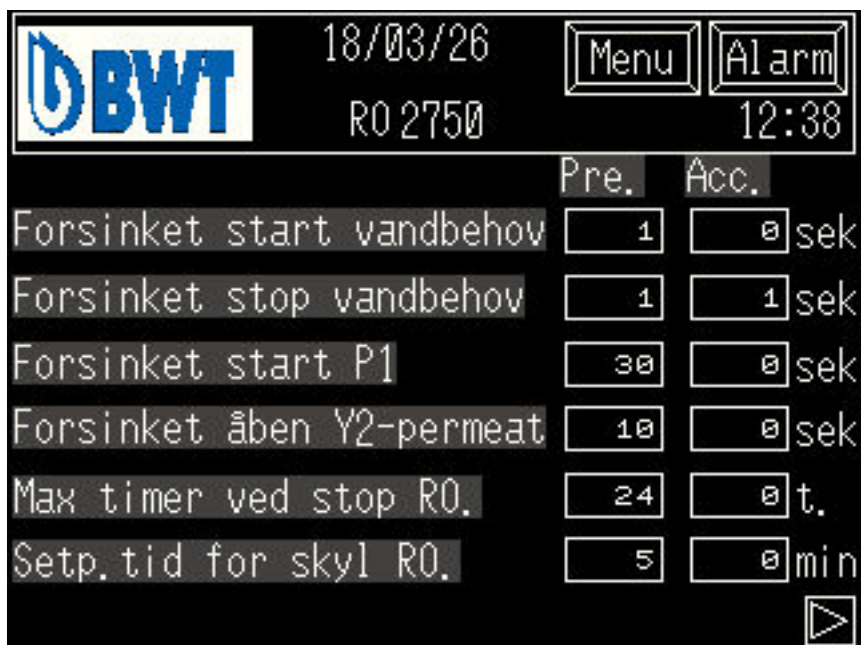 BWT
18/03/26
Menu
Alarm
RO 2750
12:38
Pre. Acc.
Forsinket start vandbehov 1 0 sek
Forsinket stop vandbehov 1 1 sek
Forsinket start P1 30 0 sek
Forsinket åben Y2-permeat 10 0 sek
Max timer ved stop RO. 24 0 t.
Setp.tid for skyl RO. 5 0 min